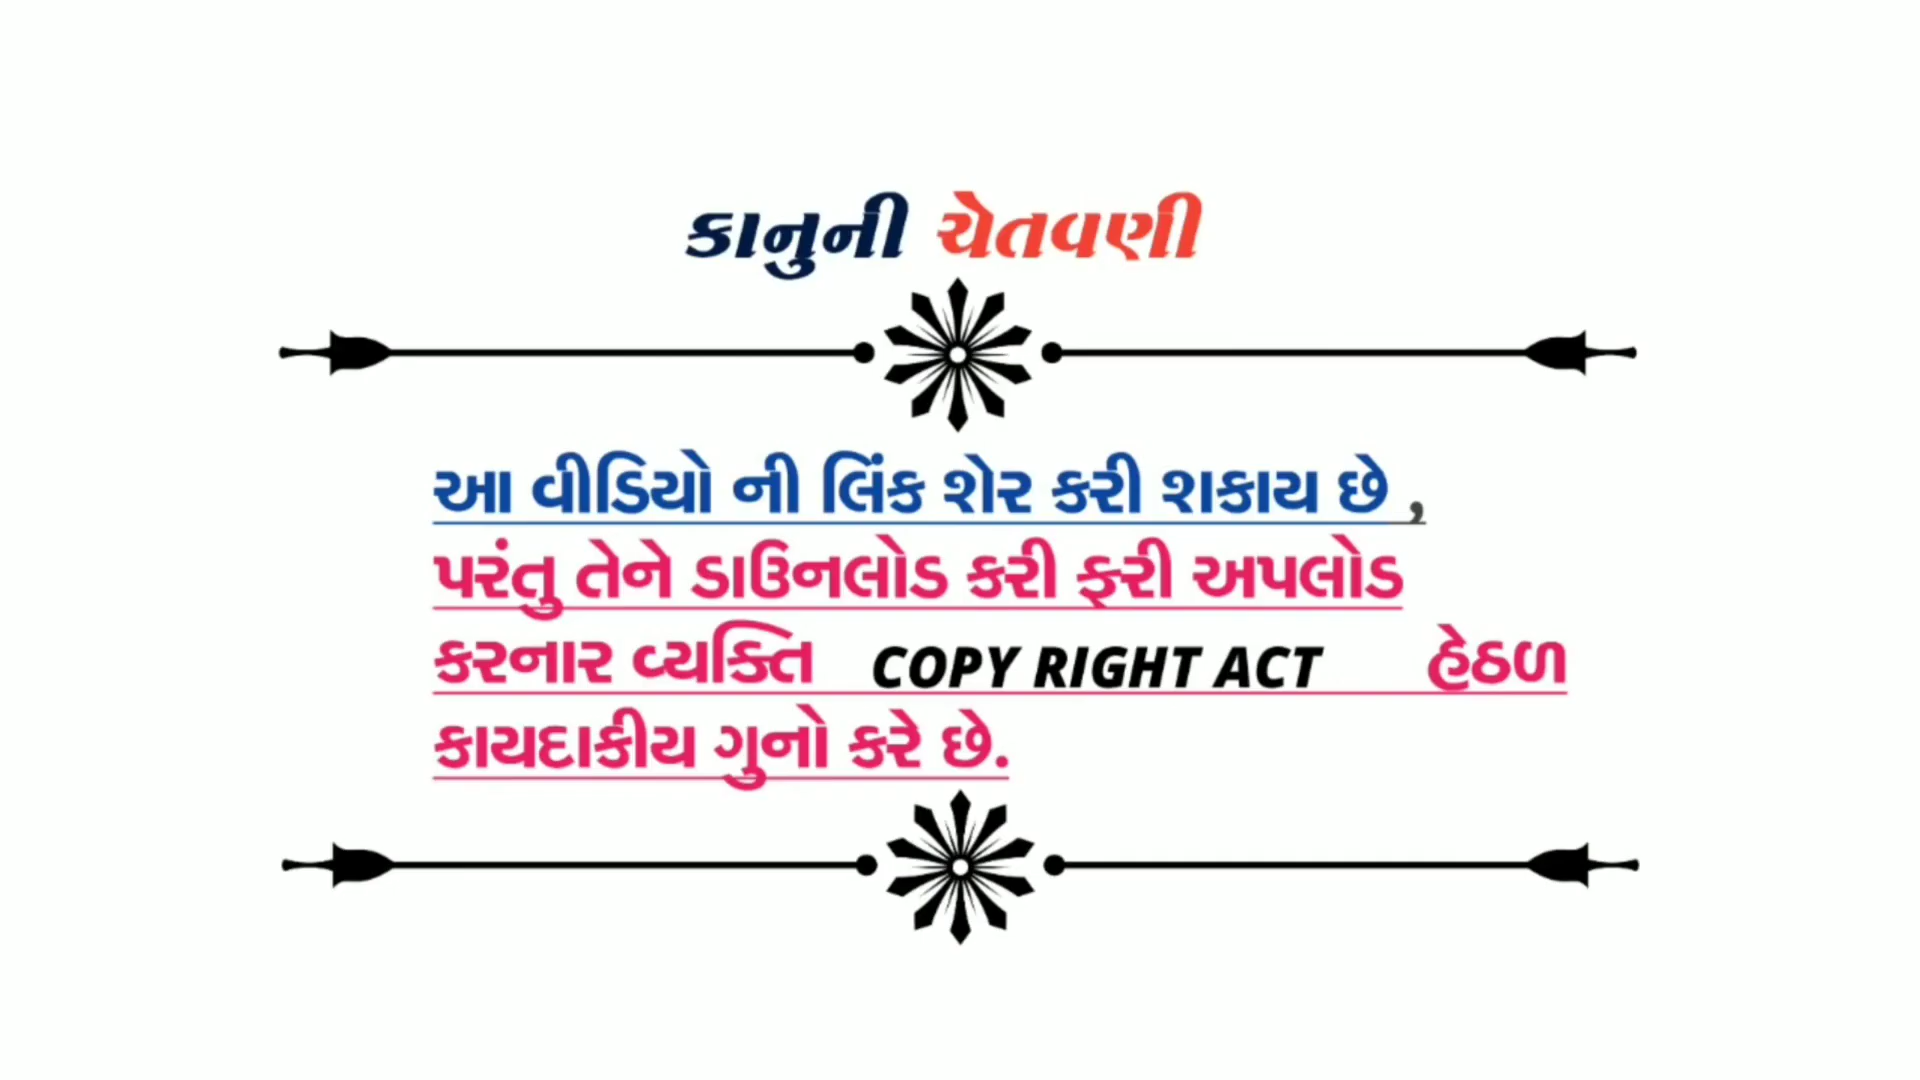 કાનુની ચેતવણી
આ વીડિયો ની લિંક શેર કરી શકાય છે ,
પરંતુ તેને ડાઉનલોડ કરી ફરી અપલોડ
કરનાર વ્યક્તિ COPY RIGHT ACT હેઠળ
કાયદાકીય ગુનો કરે છે.